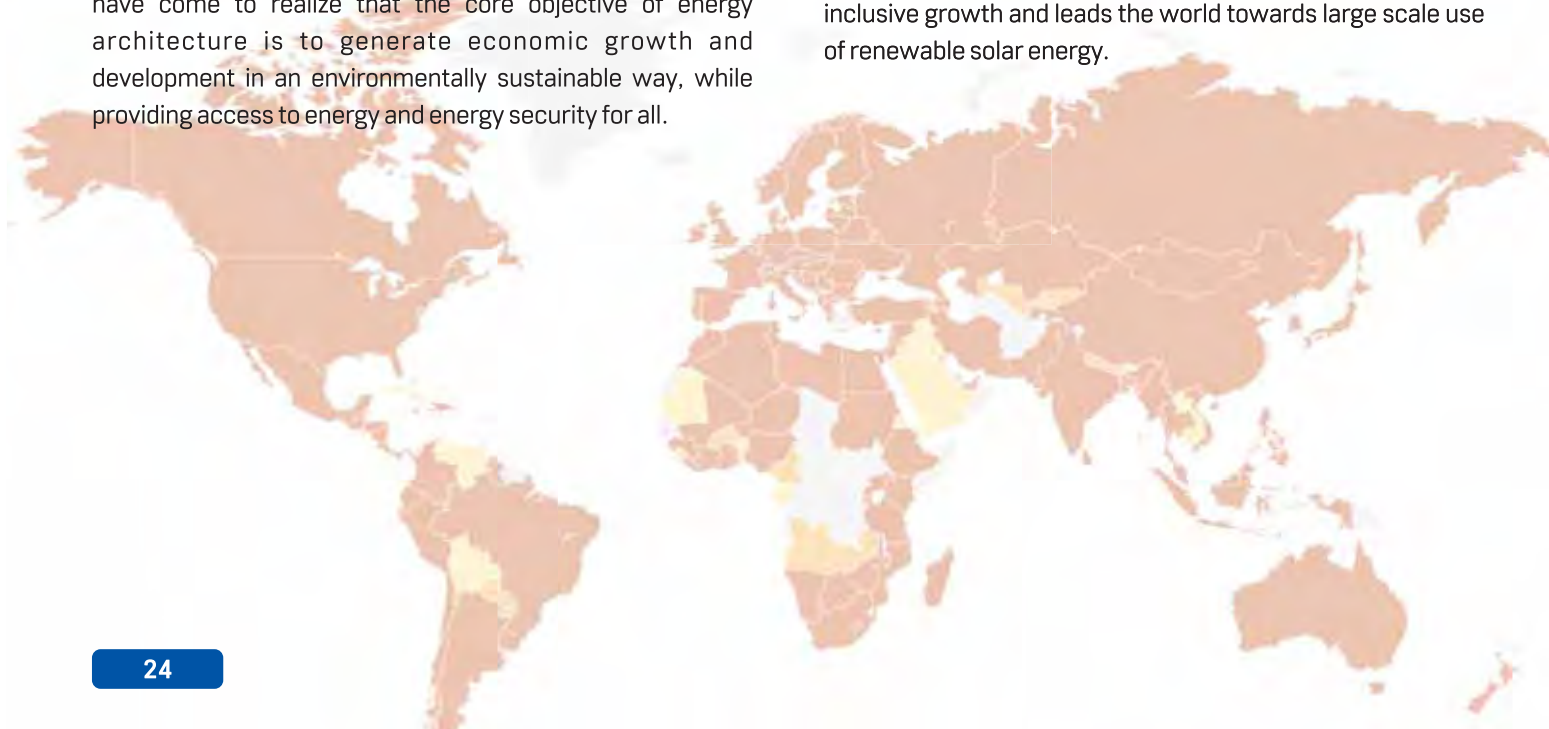 have come to realize that the core objective of energy
architecture is to generate economic growth and
development in an environmentally sustainable way, while
providing access to energy and energy security for all.
inclusive growth and leads the world towards large scale use
of renewable solar energy.
24